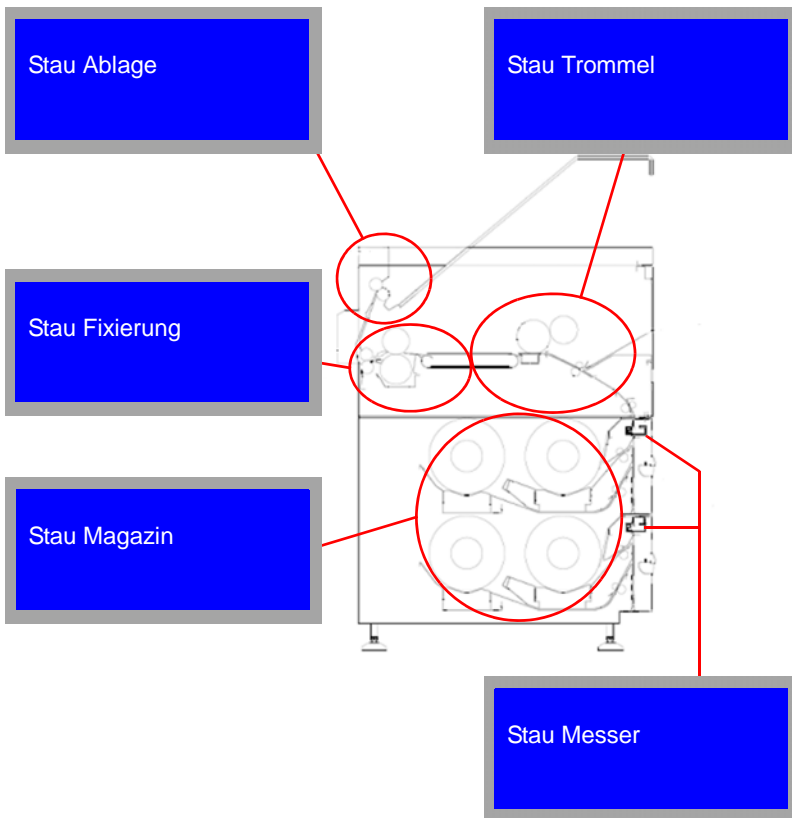 Stau Ablage
Stau Trommel
Stau Fixierung
Stau Magazin
Stau Messer